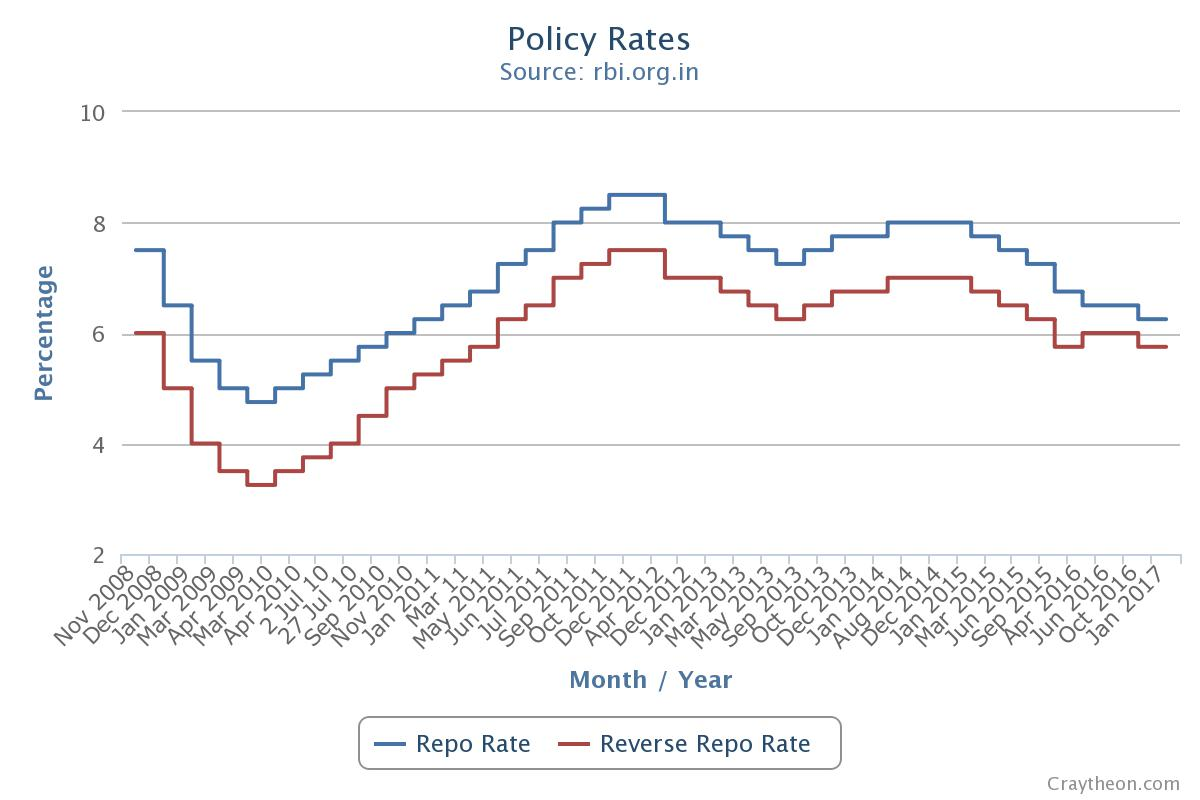 Policy Rates
Source: rbi.org.in
10
8
6
4
2
Percentage
Nov 2008
Dec 2008
Jan 2009
Mar 2009
Apr 2009
Mar 2010
Apr 2010
2 Jul 10
27 Jul 10
Sep 2010
Nov 2010
Jan 2011
Mar 11
May 2011
Jun 2011
Jul 2011
Sep 2011
Oct 2011
Dec 2011
Apr 2012
Dec 2012
Jan 2013
Mar 2013
May 2013
Sep 2013
Oct 2013
Dec 2013
Jan 2014
Aug 2014
Dec 2014
Jan 2015
Mar 2015
Jun 2015
Sep 2015
Apr 2016
Jun 2016
Oct 2016
Jan 2017
Month / Year
Repo Rate
Reverse Repo Rate
Craytheon.com